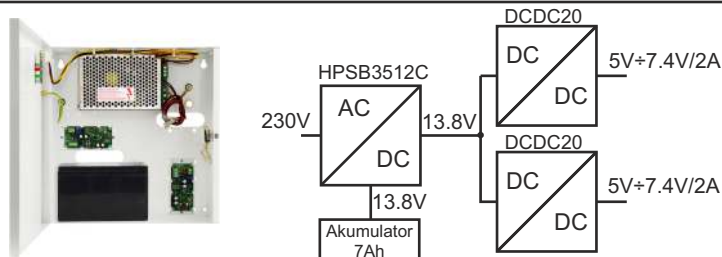 DCDC20
DC
DC
5V÷7.4V/2A
HPSB3512C
AC
DC
230V
13.8V
13.8V
Akumulator
7Ah
DCDC20
DC
DC
5V÷7.4V/2A